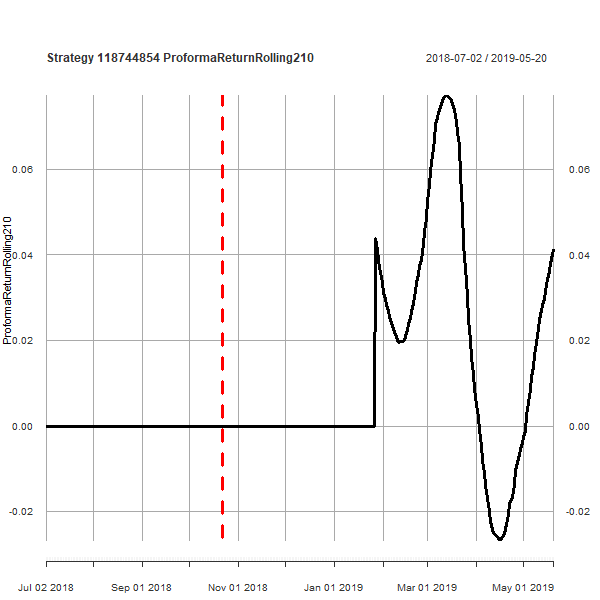 Strategy 118744854 ProformaReturnRolling210
2018-07-02 / 2019-05-20
ProformaReturnRolling210
0.06
0.04
0.02
0.00
-0.02
0.06
0.04
0.02
0.00
-0.02
Jul 02 2018
Sep 01 2018
Nov 01 2018
Jan 01 2019
Mar 01 2019
May 01 2019